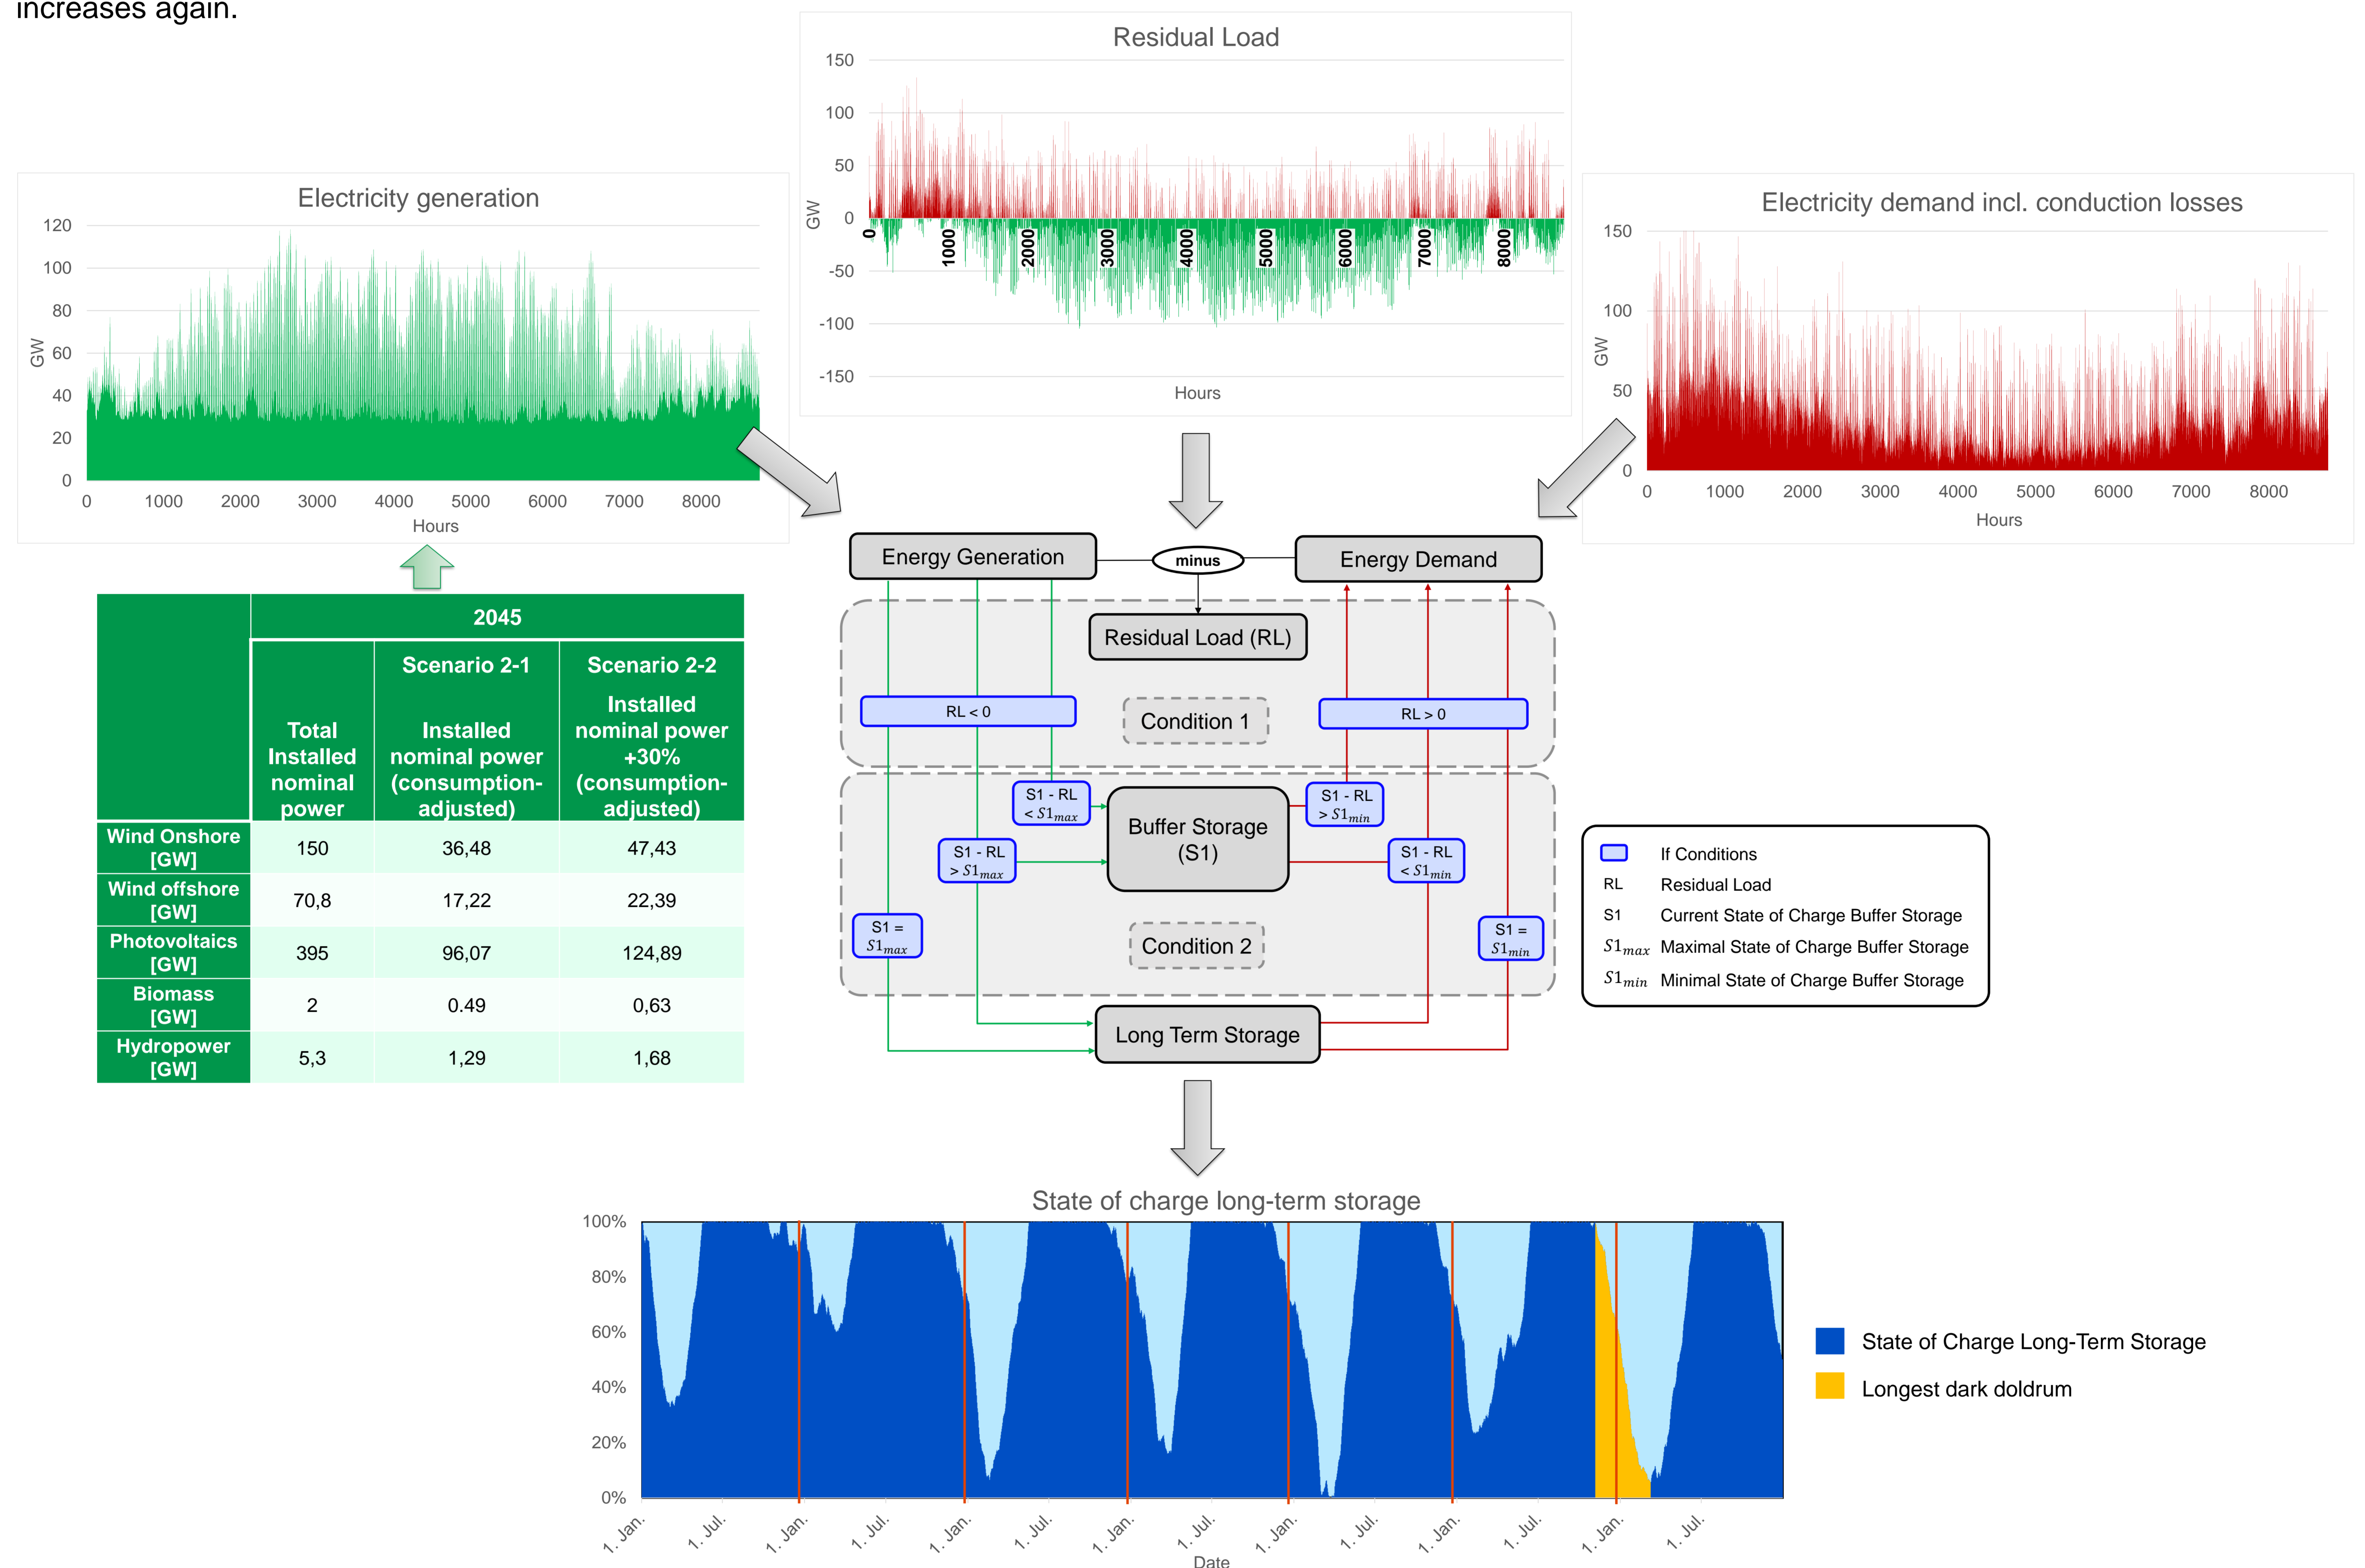 increases again.
Residual Load
150
100
50
0
-50
-100
-150
GW
0
1000
2000
3000
4000
5000
6000
7000
8000
Hours
Electricity generation
120
100
80
60
40
20
0
GW
0 1000 2000 3000 4000 5000 6000 7000 8000
Hours
Electricity demand incl. conduction losses
150
100
50
0
GW
0 1000 2000 3000 4000 5000 6000 7000 8000
Hours
Energy Generation
minus
Energy Demand
Residual Load (RL)
RL < 0
Condition 1
RL > 0
S1 - RL
< S1max
S1 - RL
> S1max
S1 =
S1max
Buffer Storage
(S1)
S1 - RL
> S1min
S1 - RL
< S1min
S1 =
S1min
Condition 2
Long Term Storage
2045
Total
Installed
nominal
power
Scenario 2-1
Installed
nominal power
(consumption-
adjusted)
Scenario 2-2
Installed
nominal power
+30%
(consumption-
adjusted)
Wind Onshore
[GW]
150 36,48 47,43
Wind offshore
[GW]
70,8 17,22 22,39
Photovoltaics
[GW]
395 96,07 124,89
Biomass
[GW]
2 0.49 0,63
Hydropower
[GW]
5,3 1,29 1,68
If Conditions
RL Residual Load
S1 Current State of Charge Buffer Storage
S1max Maximal State of Charge Buffer Storage
S1min Minimal State of Charge Buffer Storage
State of charge long-term storage
100%
80%
60%
40%
20%
0%
1. Jan.
1. Jul.
1. Jan.
1. Jul.
1. Jan.
1. Jul.
1. Jan.
1. Jul.
1. Jan.
1. Jul.
1. Jan.
1. Jul.
1. Jan.
1. Jul.
Date
State of Charge Long-Term Storage
Longest dark doldrum